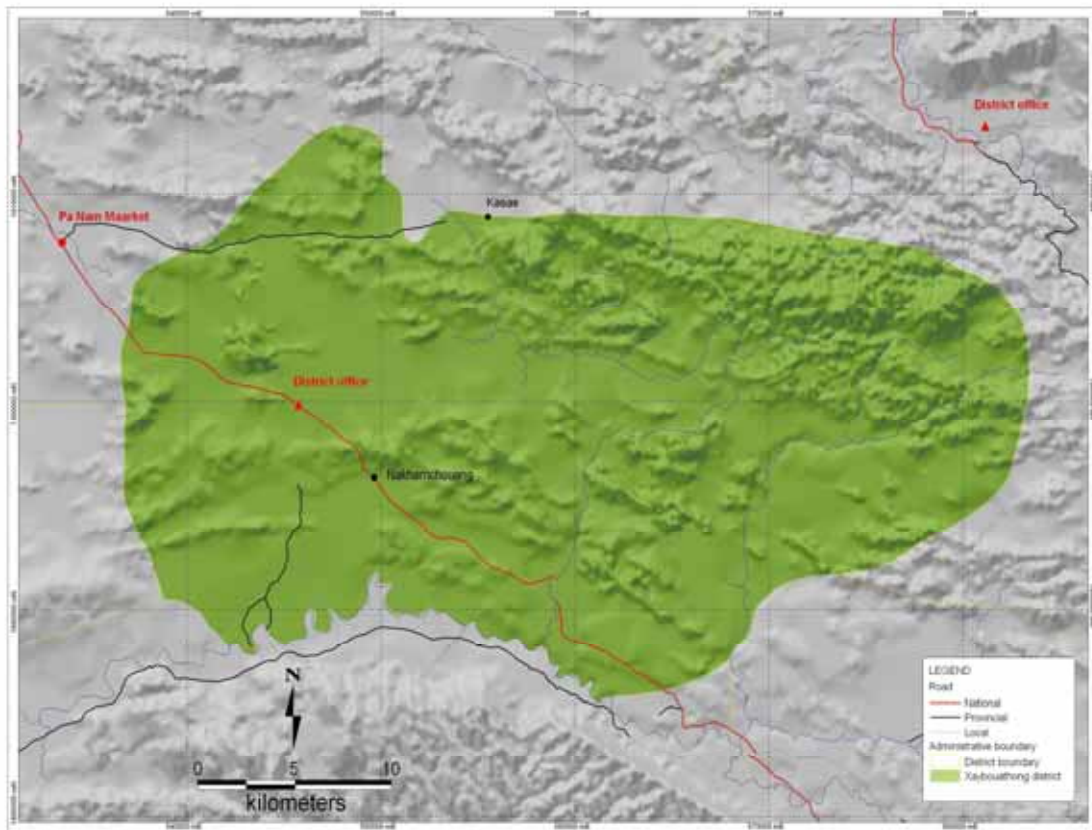 District office
Kasae
Pa Nam Maarket
District office
Nakhamchouang
N
0 5 10
kilometers
LEGEND
Road
National
Provincial
Local
Administrative boundary
District boundary
Xaybouathong district